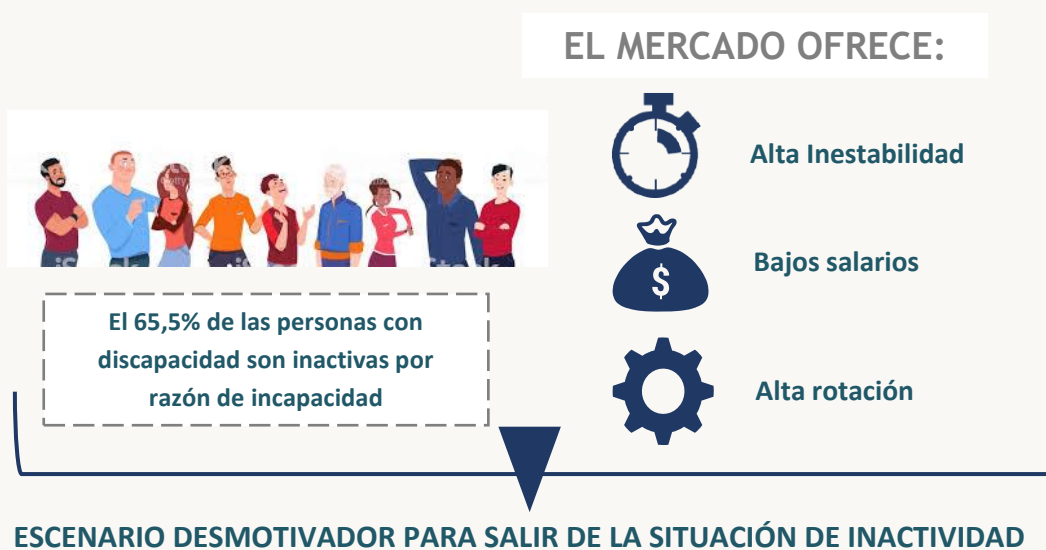 EL MERCADO OFRECE:
Alta Inestabilidad
Bajos salarios
$
Alta rotación
El 65,5% de las personas con
discapacidad son inactivas por
razón de incapacidad
ESCENARIO DESMOTIVADOR PARA SALIR DE LA SITUACIÓN DE INACTIVIDAD